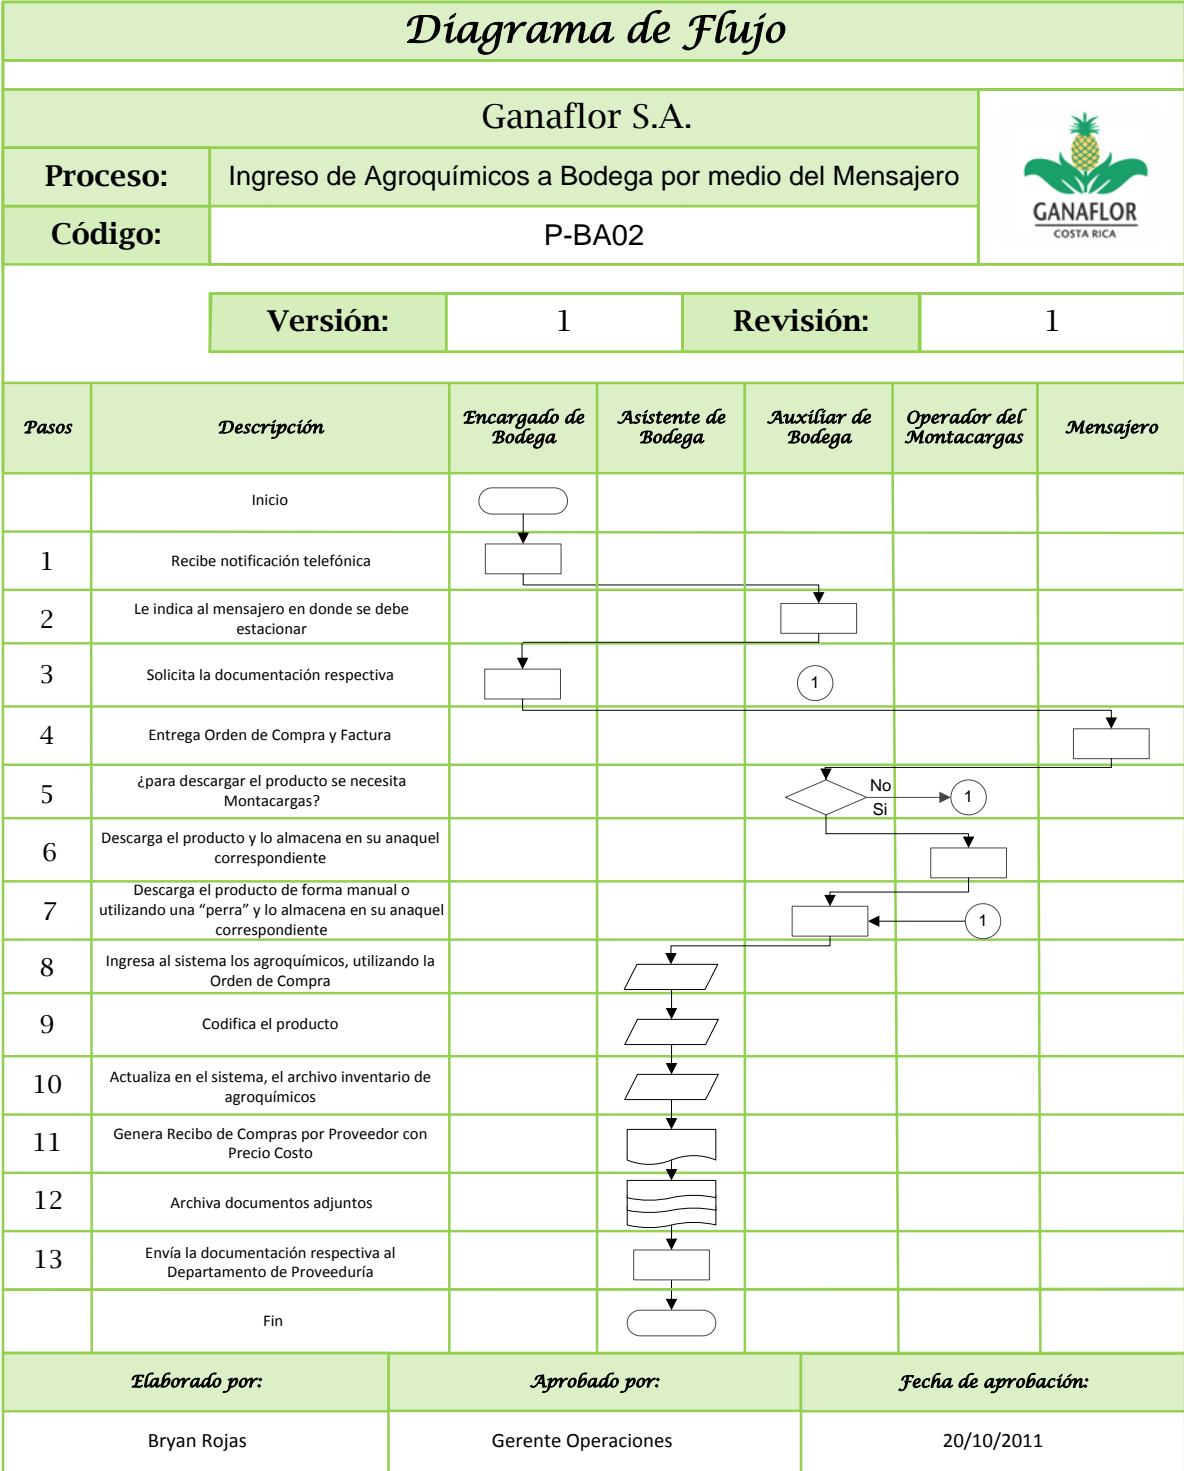 Diagrama de Flujo
Ganaflor S.A.
Proceso:
Ingreso de Agroquímicos a Bodega por medio del Mensajero
Código:
P-BA02
GANAFLOR
COSTA RICA
Versión:
1
Revisión:
1
Pasos
Descripción
Encargado de
Bodega
Asistente de
Bodega
Auxiliar de
Bodega
Operador del
Montacargas
Mensajero
Inicio
1
Recibe notificación telefónica
2
Le indica al mensajero en donde se debe
estacionar
3
Solicita la documentación respectiva
1
4
Entrega Orden de Compra y Factura
5
¿para descargar el producto se necesita
Montacargas?
No
Si
1
6
Descarga el producto y lo almacena en su anaquel
correspondiente
7
Descarga el producto de forma manual o
utilizando una “perra” y lo almacena en su anaquel
correspondiente
1
8
Ingresa al sistema los agroquímicos, utilizando la
Orden de Compra
9
Codifica el producto
10
Actualiza en el sistema, el archivo inventario de
agroquímicos
11
Genera Recibo de Compras por Proveedor con
Precio Costo
12
Archiva documentos adjuntos
13
Envía la documentación respectiva al
Departamento de Proveeduría
Fin
Elaborado por:
Aprobado por:
Fecha de aprobación:
Bryan Rojas
Gerente Operaciones
20/10/2011